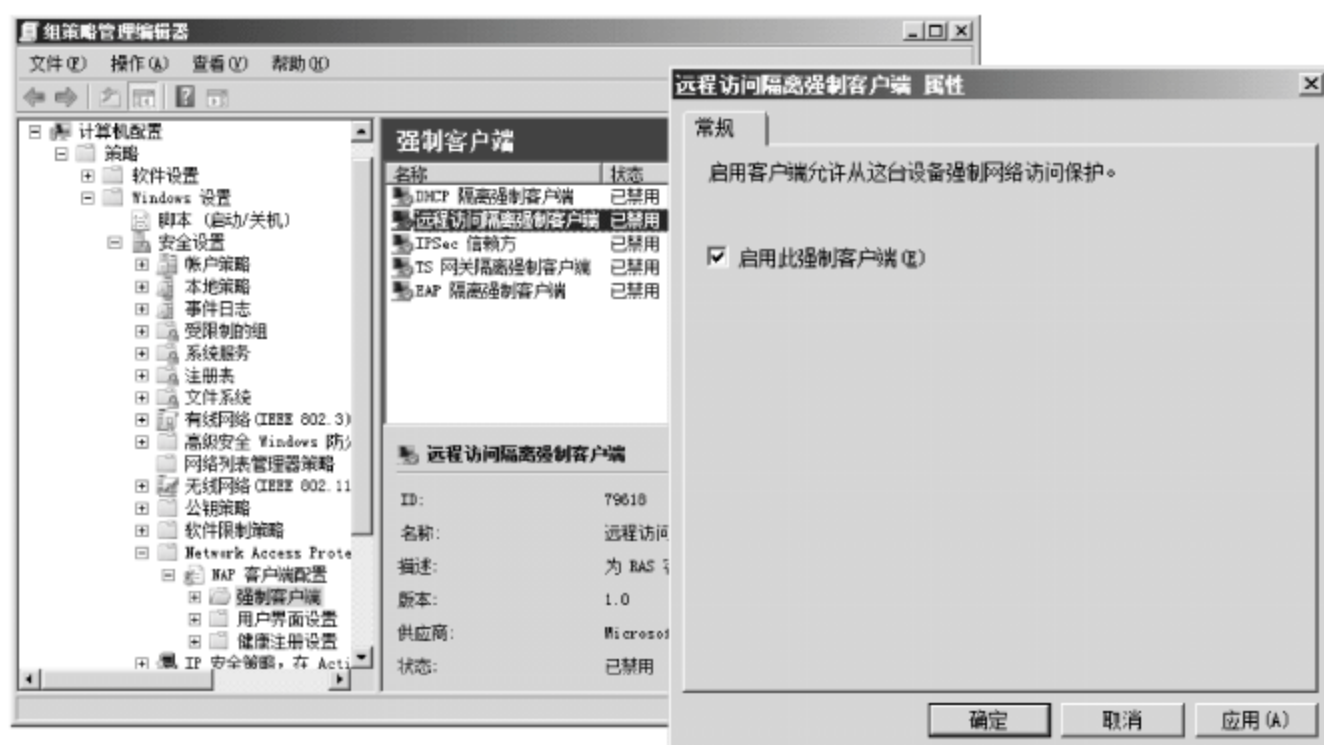 组策略管理编辑器
文件(F) 操作(A) 查看(V) 帮助(H)
计算机配置
策略
软件设置
Windows 设置
脚本 (启动/关机)
安全设置
帐户策略
本地策略
事件日志
受限制的组
系统服务
注册表
文件系统
有线网络(IEEE 802.3)
高级安全 Windows 防
网络列表管理器策略
无线网络(IEEE 802.11
公钥策略
软件限制策略
Network Access Prote
NAP 客户端配置
强制客户端
用户界面设置
健康注册设置
IP 安全策略，在 Acti
强制客户端
名称 状态
DHCP 隔离强制客户端 已禁用
远程访问隔离强制客户端 已禁用
IPSec 信赖方 已禁用
TS 网关隔离强制客户端 已禁用
EAP 隔离强制客户端 已禁用
远程访问隔离强制客户端
ID: 79618
名称: 远程访问
描述: 为 RAS
版本: 1.0
供应商: Microsof
状态: 已禁用
远程访问隔离强制客户端 属性
常规
启用客户端允许从这台设备强制网络访问保护。
启用此强制客户端(E)
确定 取消 应用(A)